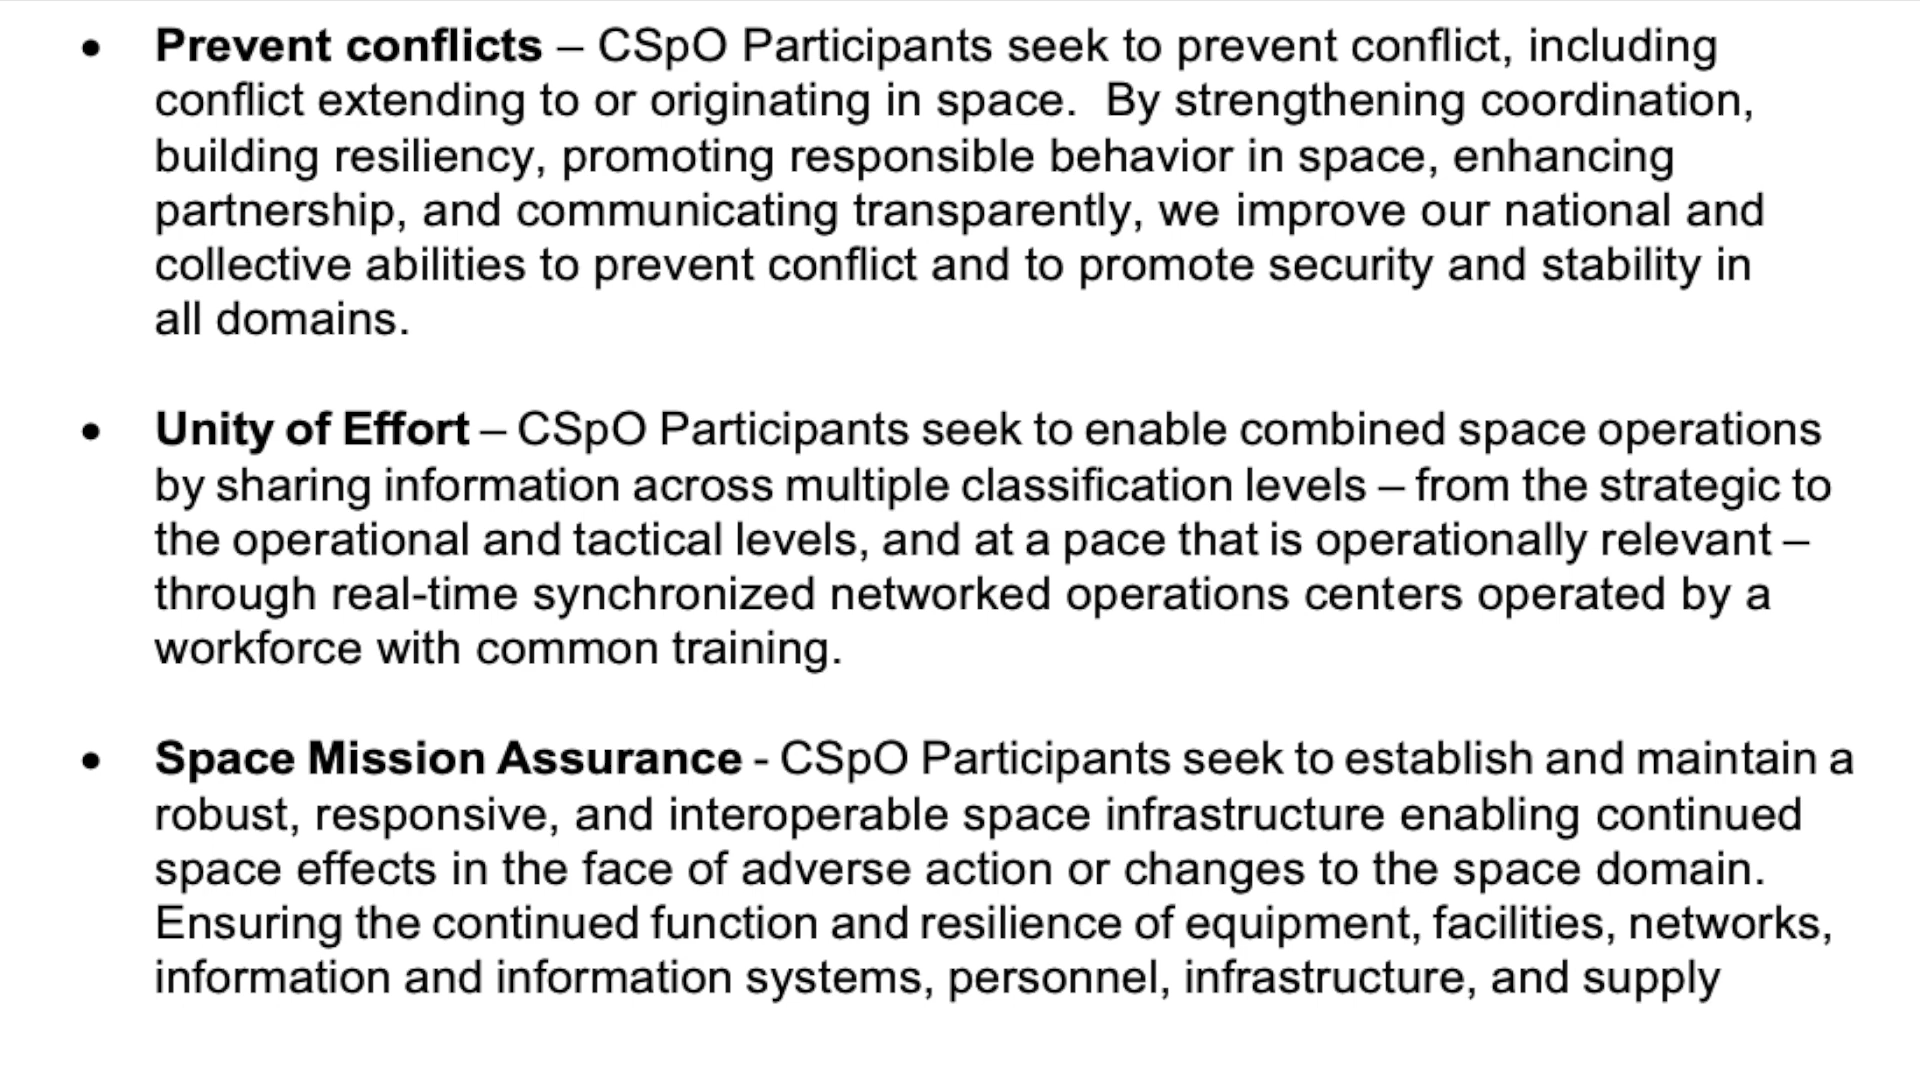 • Prevent conflicts – CSpO Participants seek to prevent conflict, including
conflict extending to or originating in space.  By strengthening coordination,
building resiliency, promoting responsible behavior in space, enhancing
partnership, and communicating transparently, we improve our national and
collective abilities to prevent conflict and to promote security and stability in
all domains.
• Unity of Effort – CSpO Participants seek to enable combined space operations
by sharing information across multiple classification levels – from the strategic to
the operational and tactical levels, and at a pace that is operationally relevant –
through real-time synchronized networked operations centers operated by a
workforce with common training.
• Space Mission Assurance - CSpO Participants seek to establish and maintain a
robust, responsive, and interoperable space infrastructure enabling continued
space effects in the face of adverse action or changes to the space domain.
Ensuring the continued function and resilience of equipment, facilities, networks,
information and information systems, personnel, infrastructure, and supply